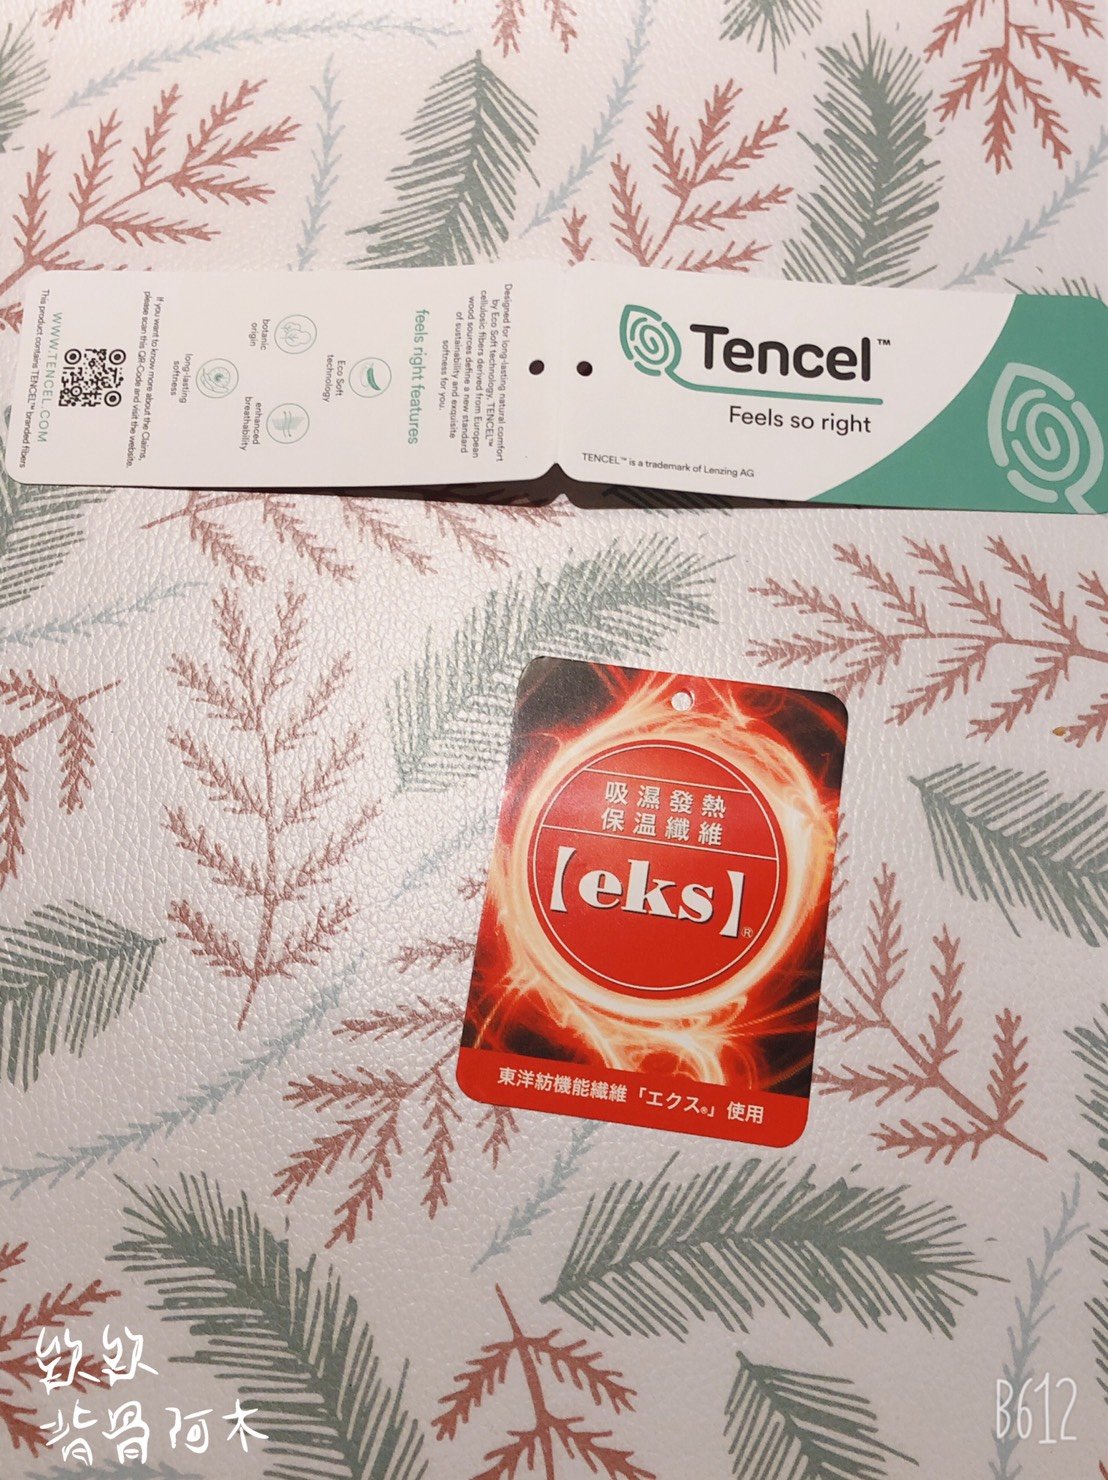 Tencel™
Feels so right
TENCEL™ is a trademark of Lenzing AG
Designed for long-lasting natural comfort
by Eco Soft technology. TENCEL™
cellulosic fibers derived from European
wood sources define a new standard
of sustainability and exquisite
softness for you.
feels right features
Eco Soft
technology
botanic
origin
enhanced
breathability
long-lasting
softness
If you want to know more about the Claims,
please scan this QR-Code and visit the website.
WWW.TENCEL.COM
This product contains TENCEL™ branded fibers
吸濕發熱
保温纖維
【eks】®
東洋紡機能繊維「エクス®」使用
背骨阿木
B612